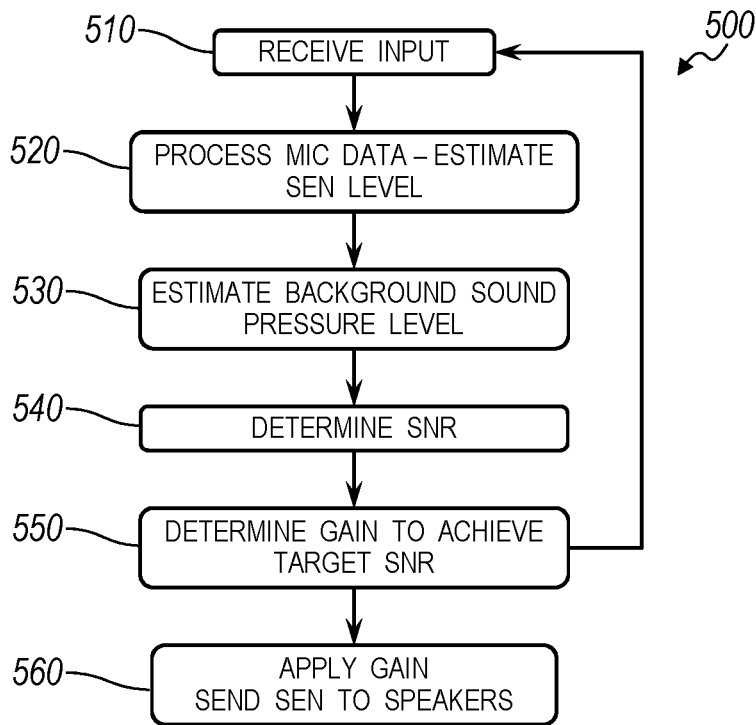 500
510
RECEIVE INPUT
520
PROCESS MIC DATA – ESTIMATE
SEN LEVEL
530
ESTIMATE BACKGROUND SOUND
PRESSURE LEVEL
540
DETERMINE SNR
550
DETERMINE GAIN TO ACHIEVE
TARGET SNR
560
APPLY GAIN
SEND SEN TO SPEAKERS